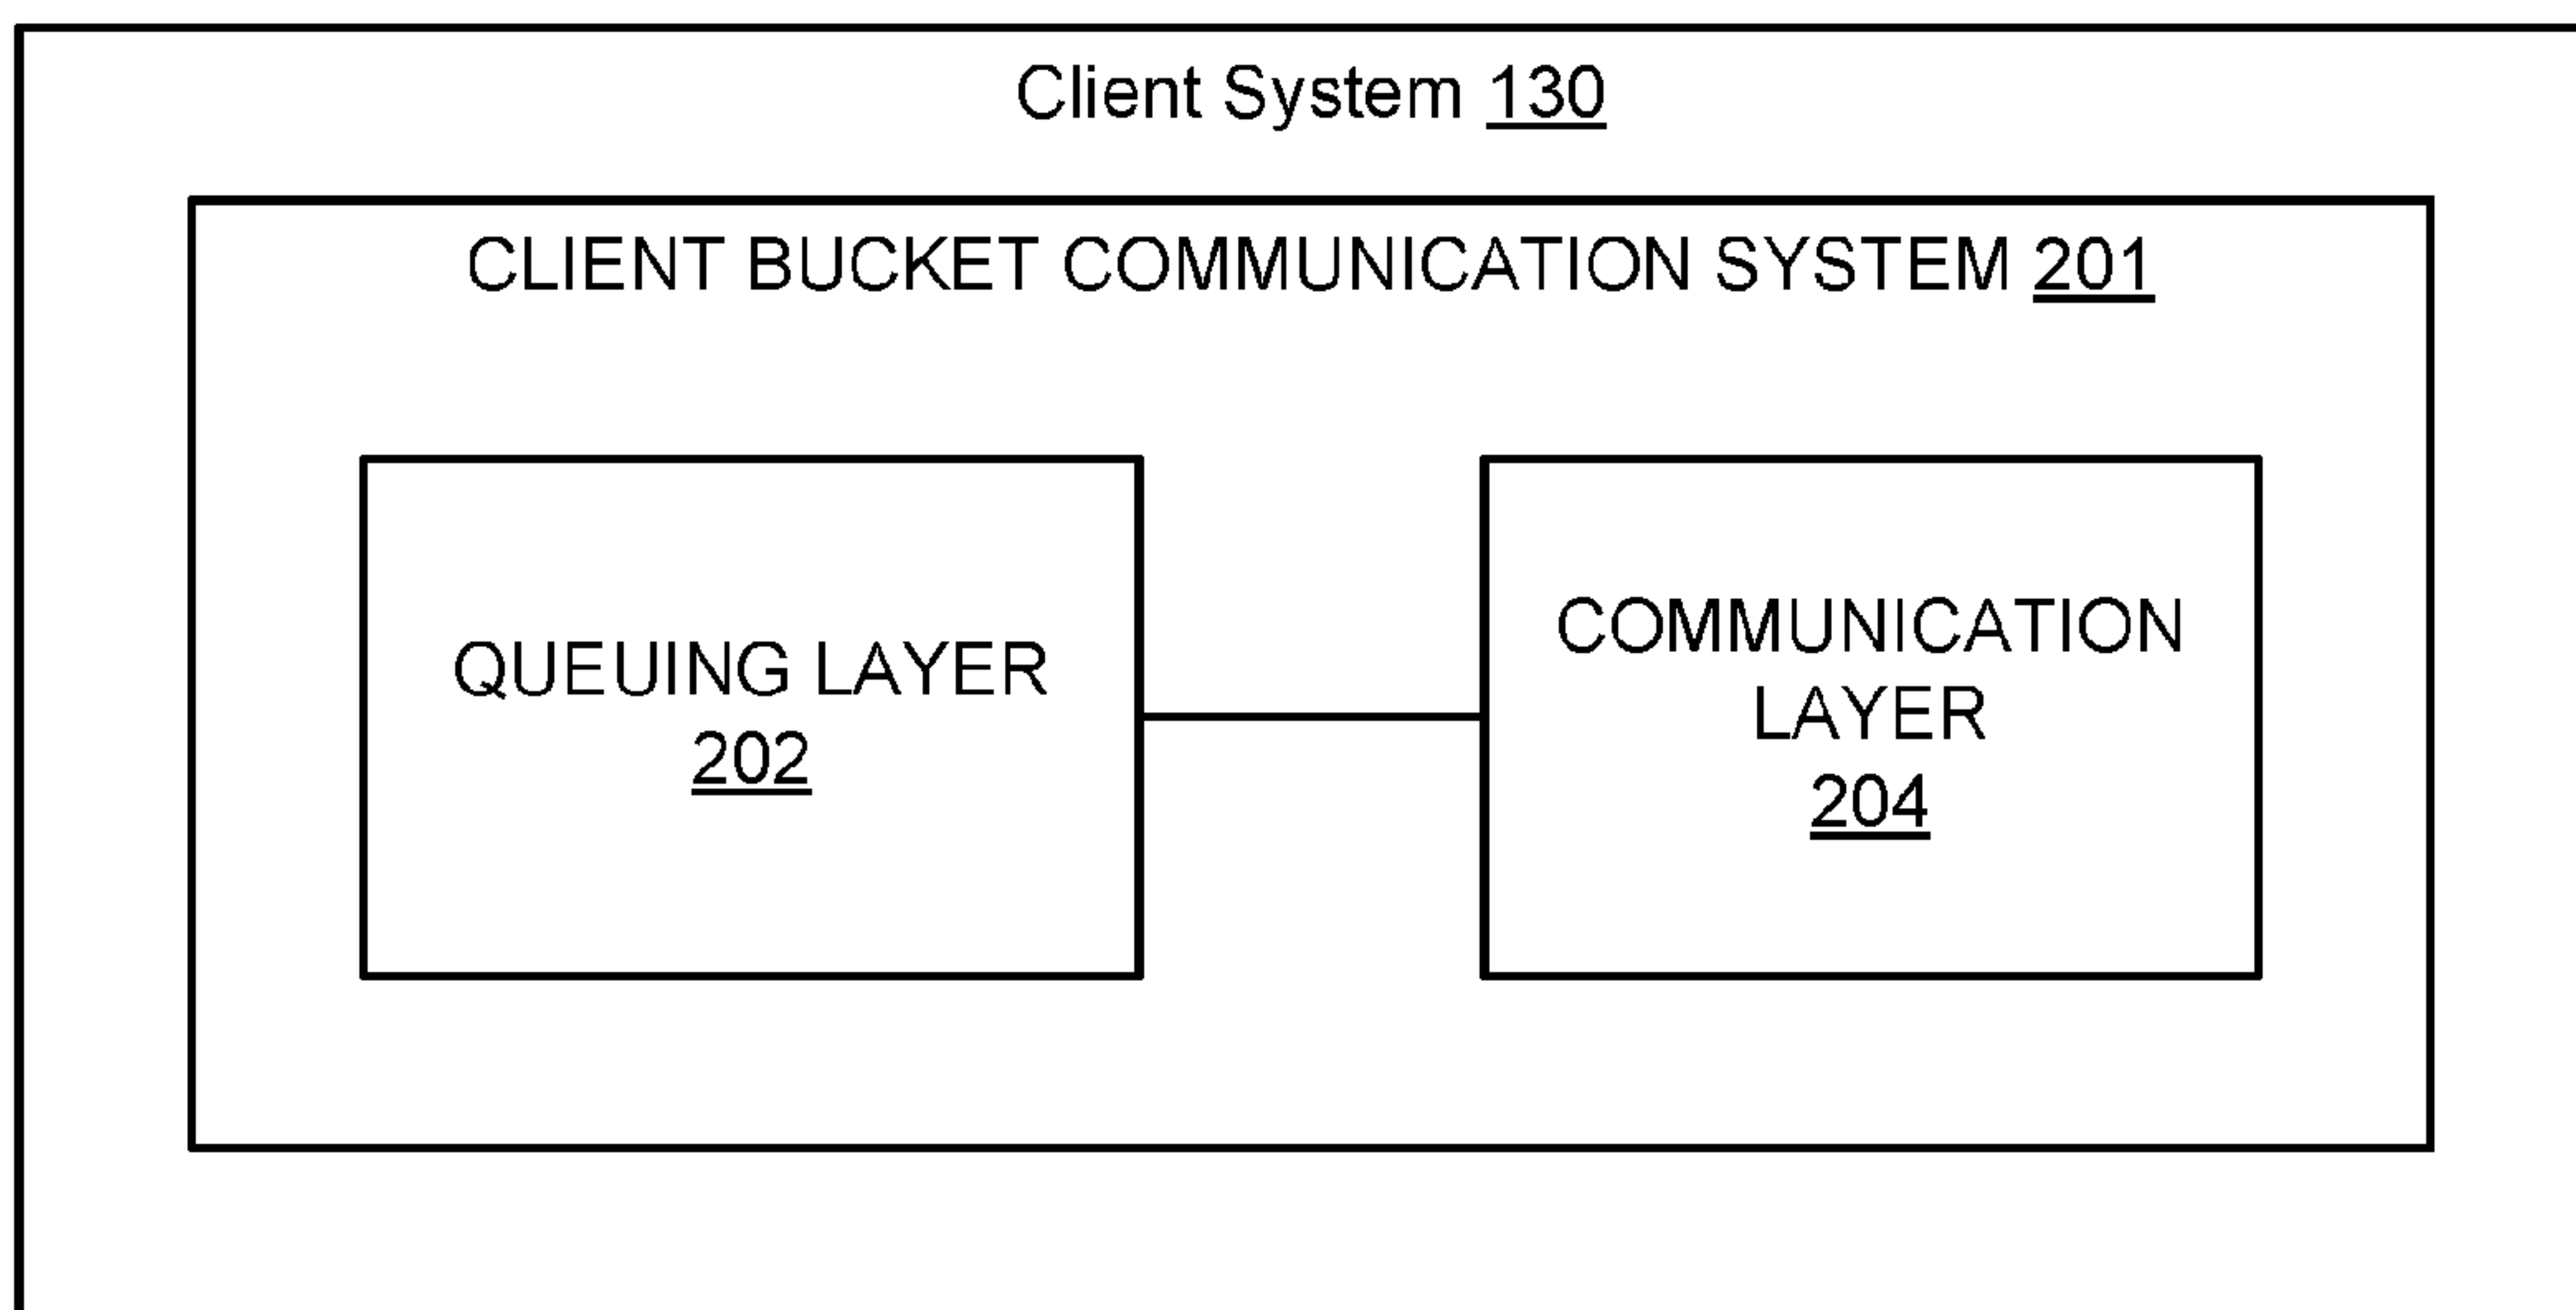 Client System 130
CLIENT BUCKET COMMUNICATION SYSTEM 201
QUEUING LAYER
202
COMMUNICATION
LAYER
204